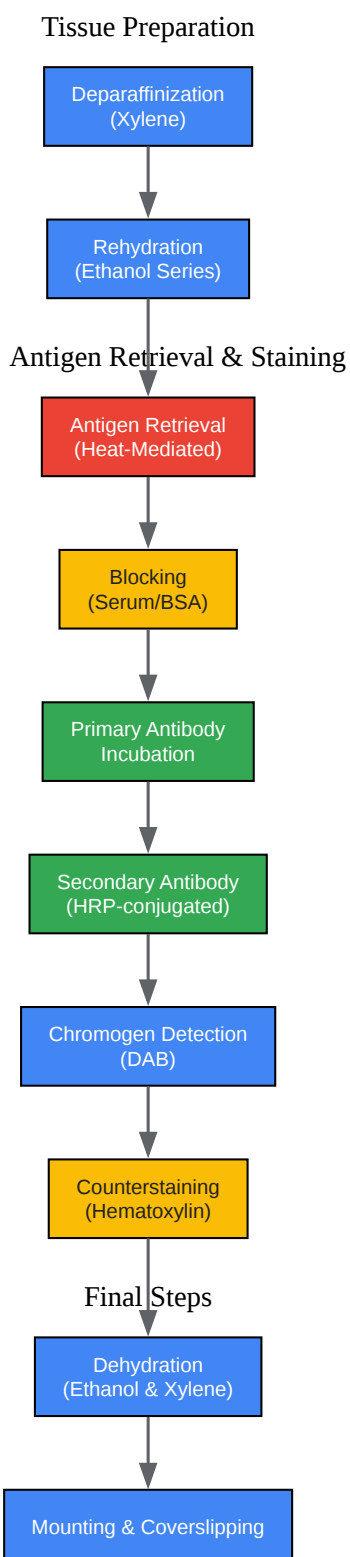 Tissue Preparation
Deparaffinization
(Xylene)
Rehydration
(Ethanol Series)
Antigen Retrieval & Staining
Antigen Retrieval
(Heat-Mediated)
Blocking
(Serum/BSA)
Primary Antibody
Incubation
Secondary Antibody
(HRP-conjugated)
Chromogen Detection
(DAB)
Counterstaining
(Hematoxylin)
Final Steps
Dehydration
(Ethanol & Xylene)
Mounting & Coverslipping